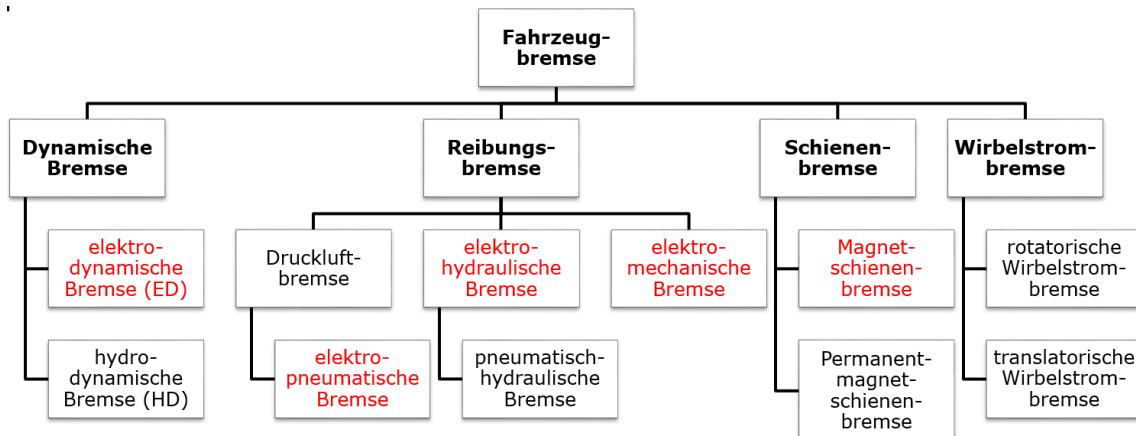 Fahrzeug-
bremse
Dynamische
Bremse
Reibungs-
bremse
Schienen-
bremse
Wirbelstrom-
bremse
elektro-
dynamische
Bremse (ED)
Druckluft-
bremse
elektro-
hydraulische
Bremse
elektro-
mechanische
Bremse
Magnet-
schienen-
bremse
rotatorische
Wirbelstrom-
bremse
hydro-
dynamische
Bremse (HD)
elektro-
pneumatische
Bremse
pneumatisch-
hydraulische
Bremse
Permanent-
magnet-
schienen-
bremse
translatorische
Wirbelstrom-
bremse